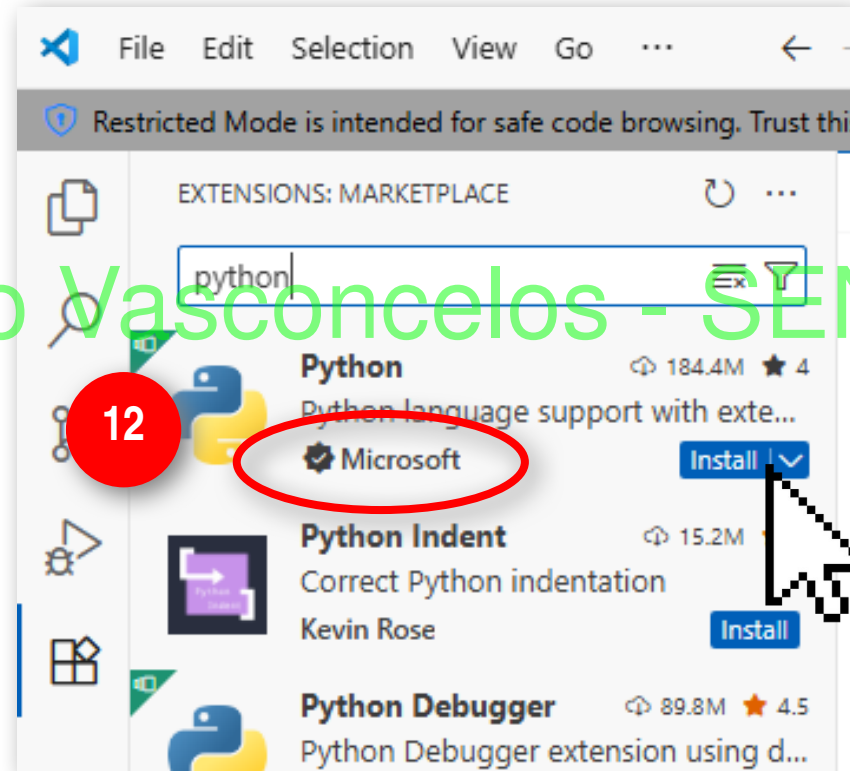 File Edit Selection View Go ...
Restricted Mode is intended for safe code browsing. Trust
EXTENSIONS: MARKETPLACE ...
python
Vasconcelos -
Python 184.4M 4
Python language support with exte...
12
Microsoft Install
Python Indent 15.2M
Correct Python indentation
Kevin Rose Install
Python Debugger 89.8M 4.5
Python Debugger extension using d...